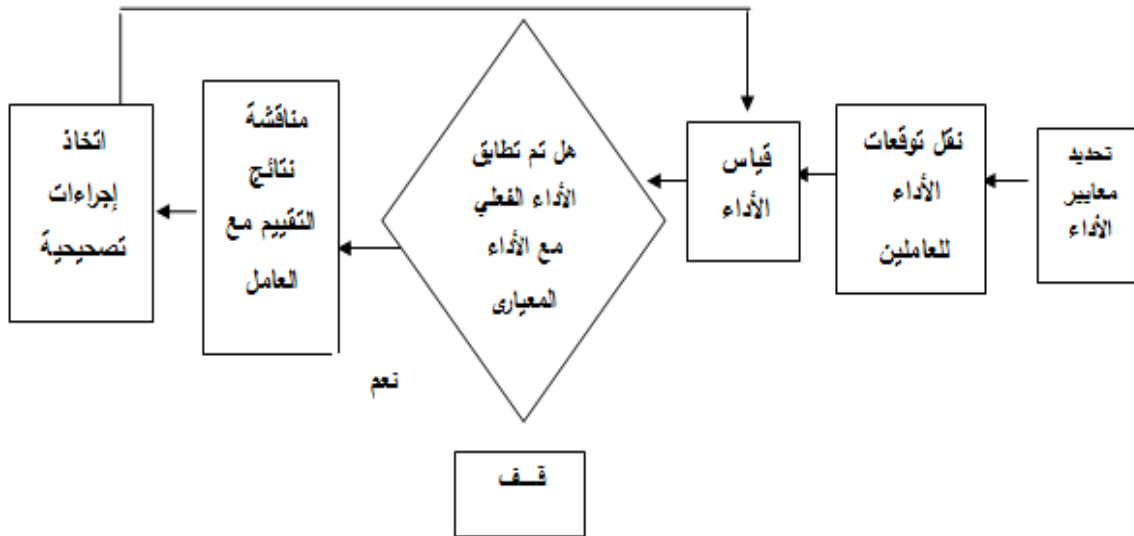 تحديد
معايير
الأداء
نقل توقعات
الأداء
للعاملين
قياس
الأداء
هل تم تطابق
الأداء الفعلي
مع الأداء
المعيارى
مناقشة
نتائج
التقييم مع
العامل
اتخاذ
إجراءات
تصحيحية
نعم
قــف